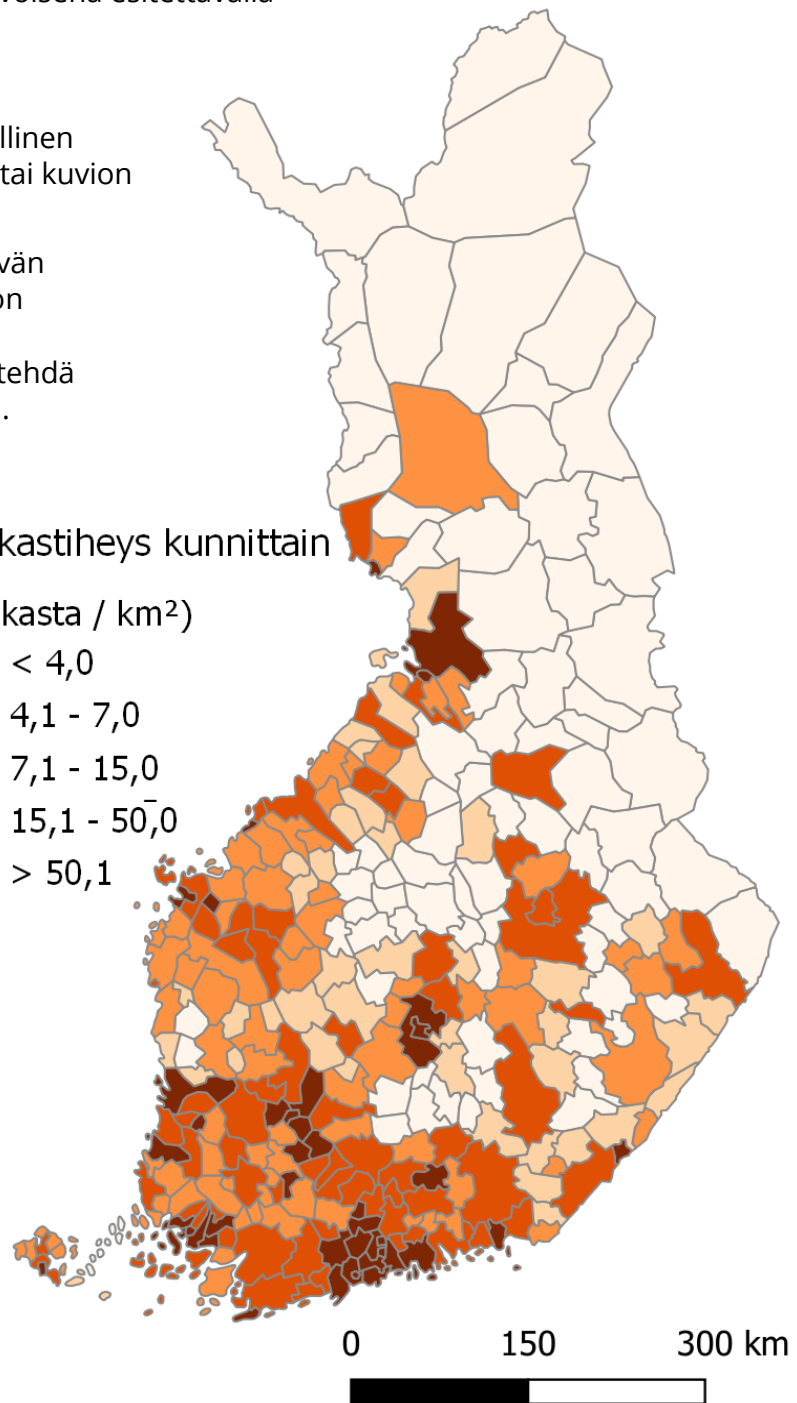 llinen
tai kuvion
vän
on
tehdä
.
kastiheys kunnittain
kasta / km²)
< 4,0
4,1 - 7,0
7,1 - 15,0
15,1 - 50,0
> 50,1
0 150 300 km